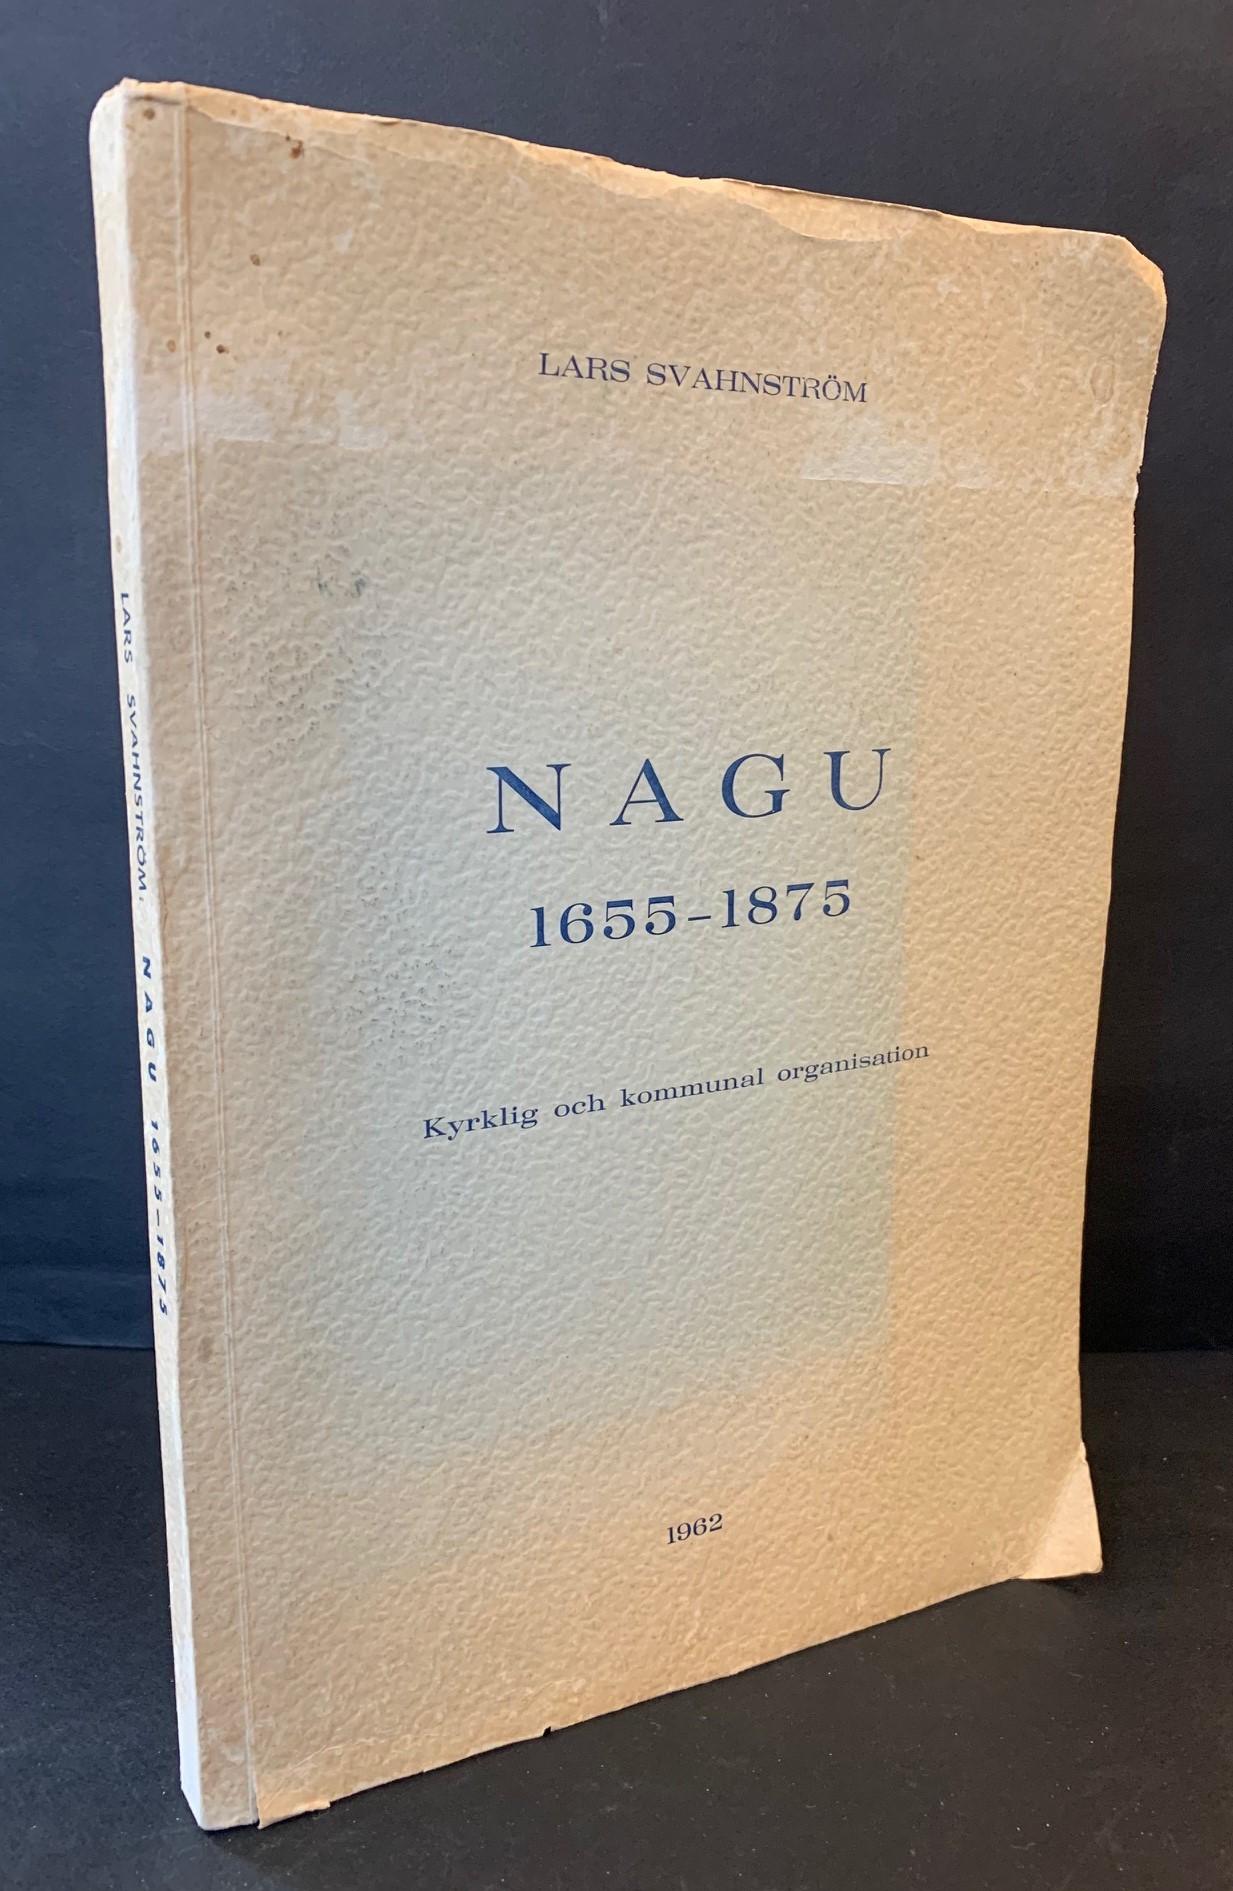 LARS SVAHNSTRÖM
NAGU
1655-1875
Kyrklig och kommunal organisation
1962
LARS SVAHNSTRÖM: NAGU 1655-1875